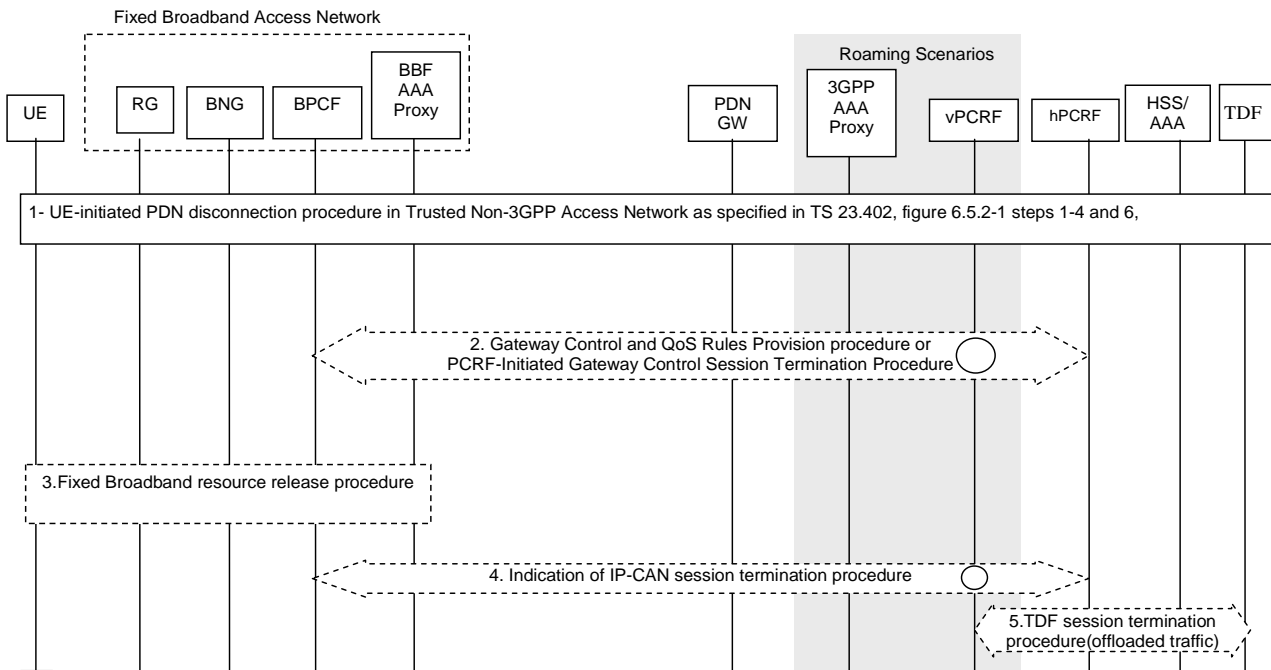 Fixed Broadband Access Network
Roaming Scenarios
UE
RG
BNG
BPCF
BBF
AAA
Proxy
PDN
GW
3GPP
AAA
Proxy
vPCRF
hPCRF
HSS/
AAA
TDF
1- UE-initiated PDN disconnection procedure in Trusted Non-3GPP Access Network as specified in TS 23.402, figure 6.5.2-1 steps 1-4 and 6,
2. Gateway Control and QoS Rules Provision procedure or
PCRF-Initiated Gateway Control Session Termination Procedure
3.Fixed Broadband resource release procedure
4. Indication of IP-CAN session termination procedure
5.TDF session termination
procedure(offloaded traffic)